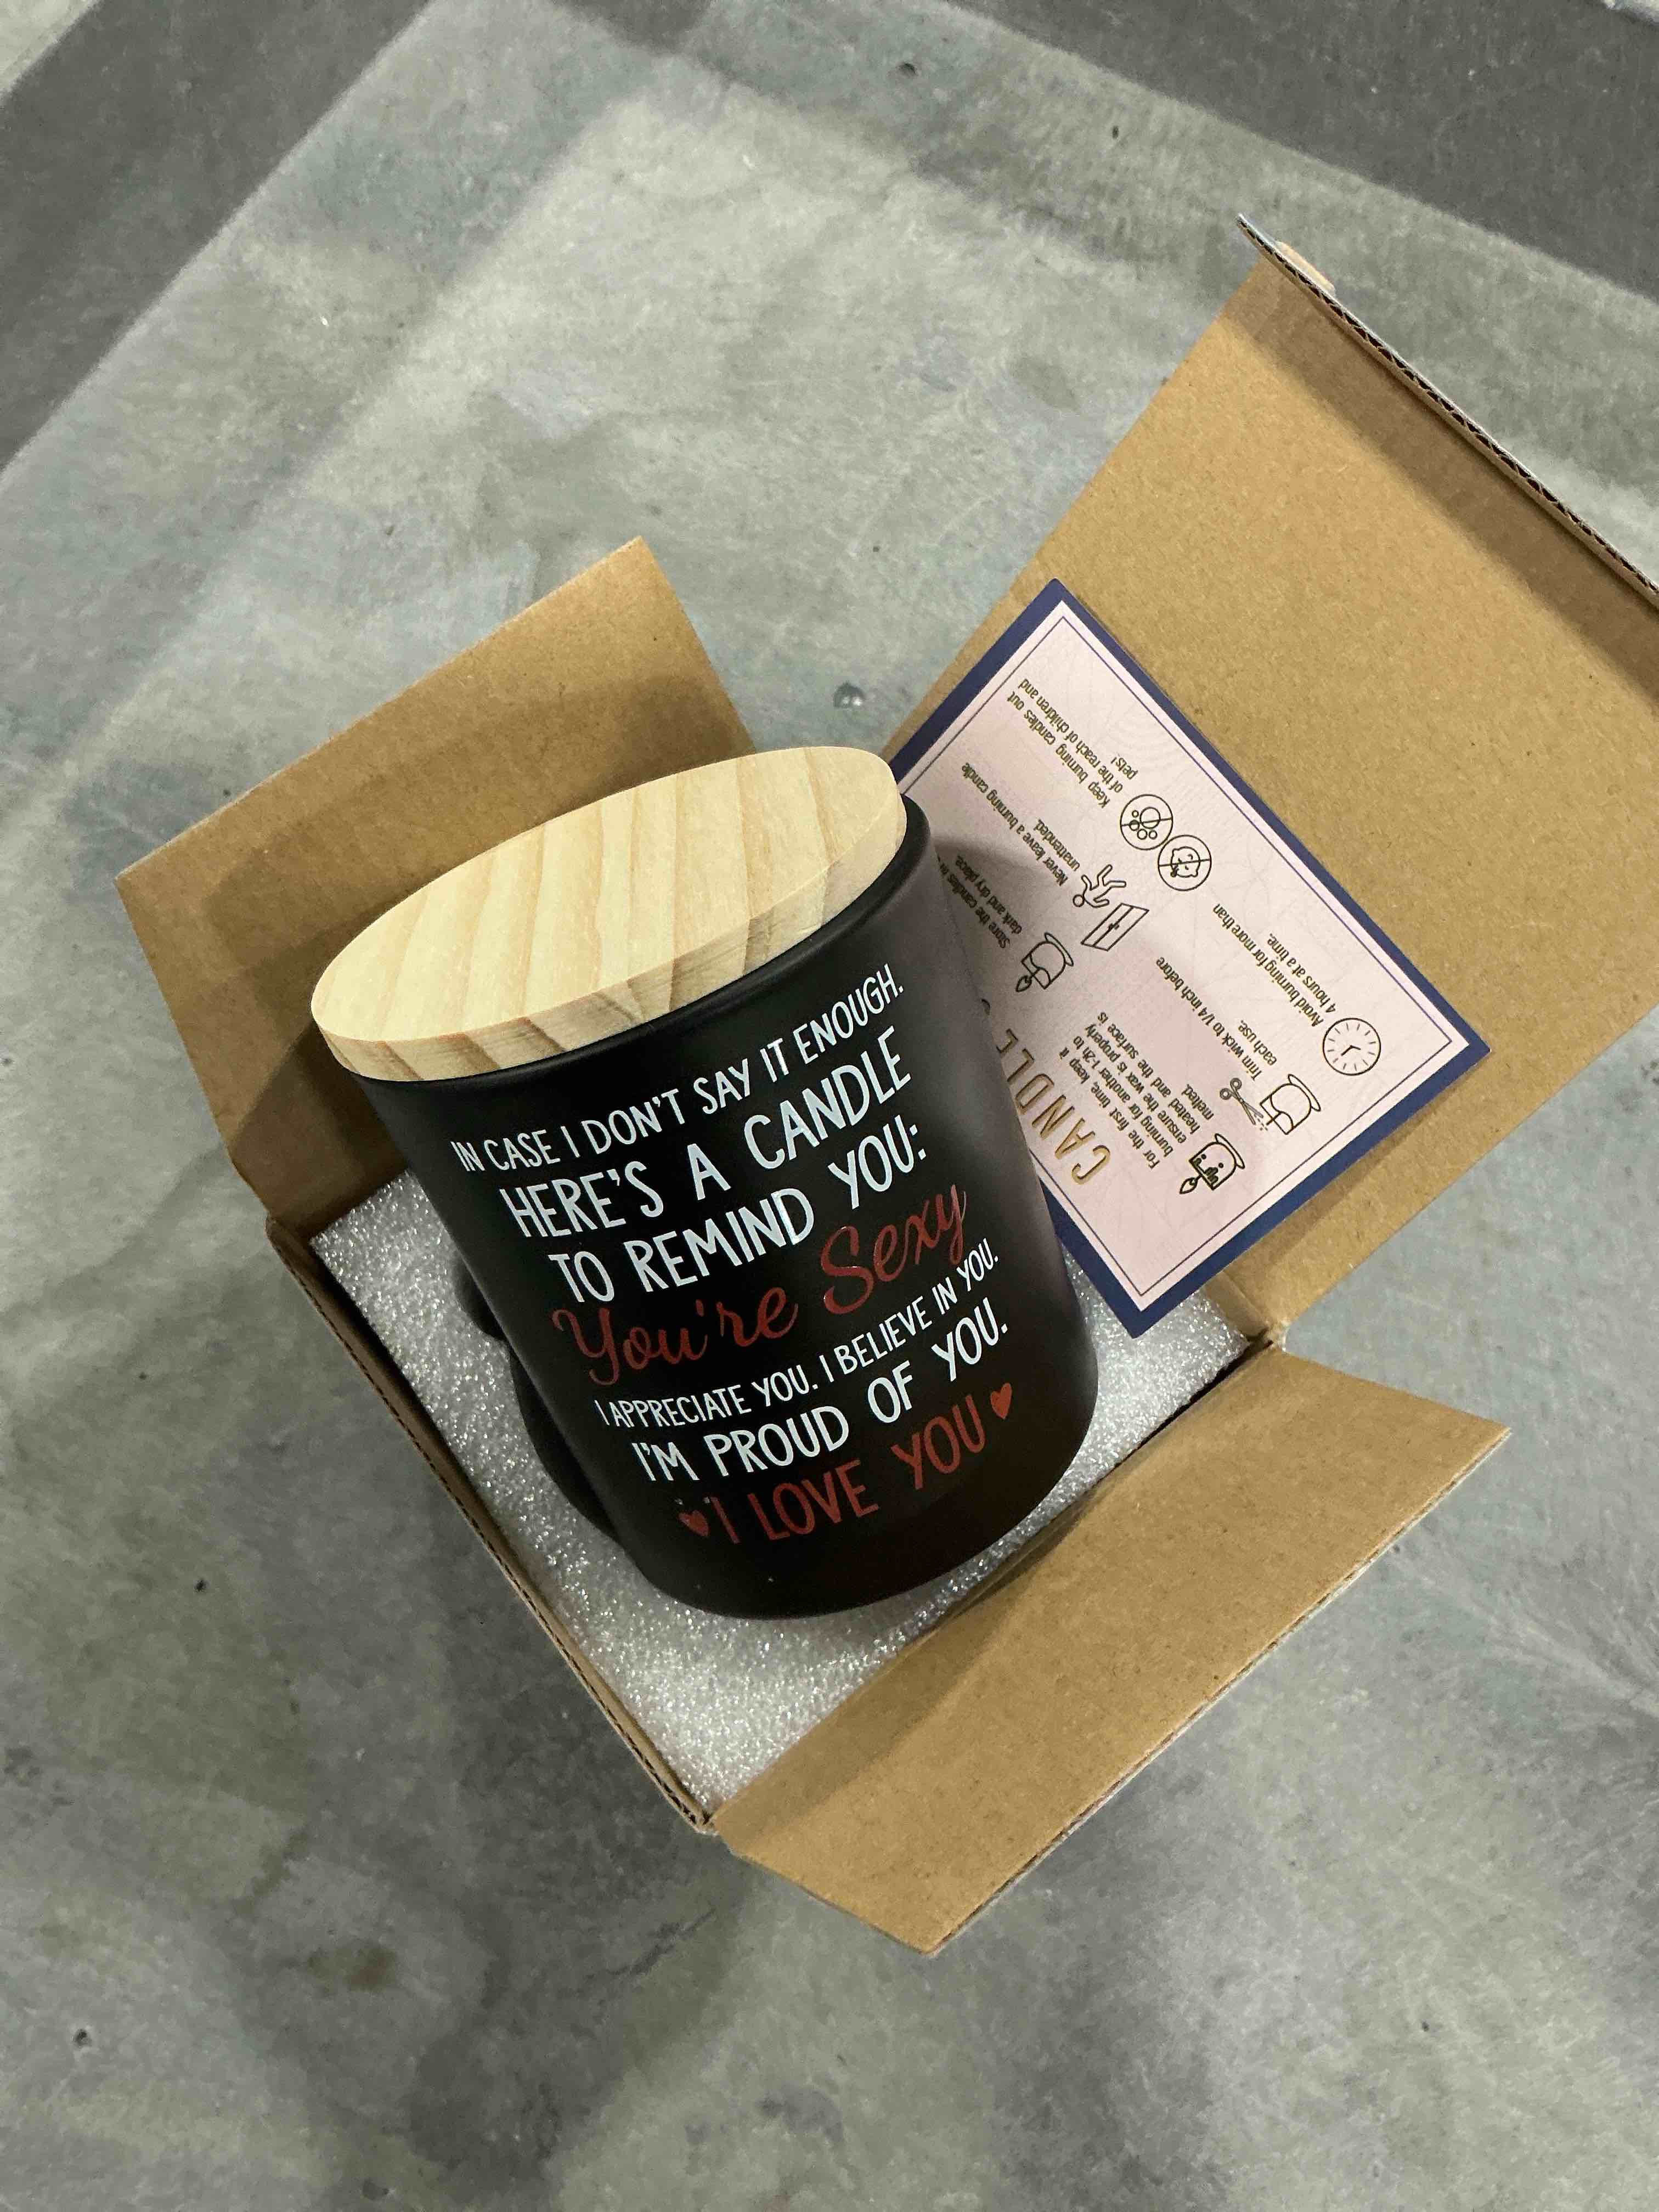 IN CASE I DON'T SAY IT ENOUGH.
HERE'S A CANDLE
TO REMIND YOU:
You're Sexy
I APPRECIATE YOU. I BELIEVE IN YOU.
I'M PROUD OF YOU.
I LOVE YOU
CANDLE
For the first time, keep it
burning for another 1-2h to
ensure the wax is properly
heated and the surface is
melted.
Trim wick to 1/4 inch before
each use.
Avoid burning for more than
4 hours at a time.
Store the candles in
dark and dry place.
Never leave a burning candle
unattended.
Keep burning candles out
of the reach of children and
pets!